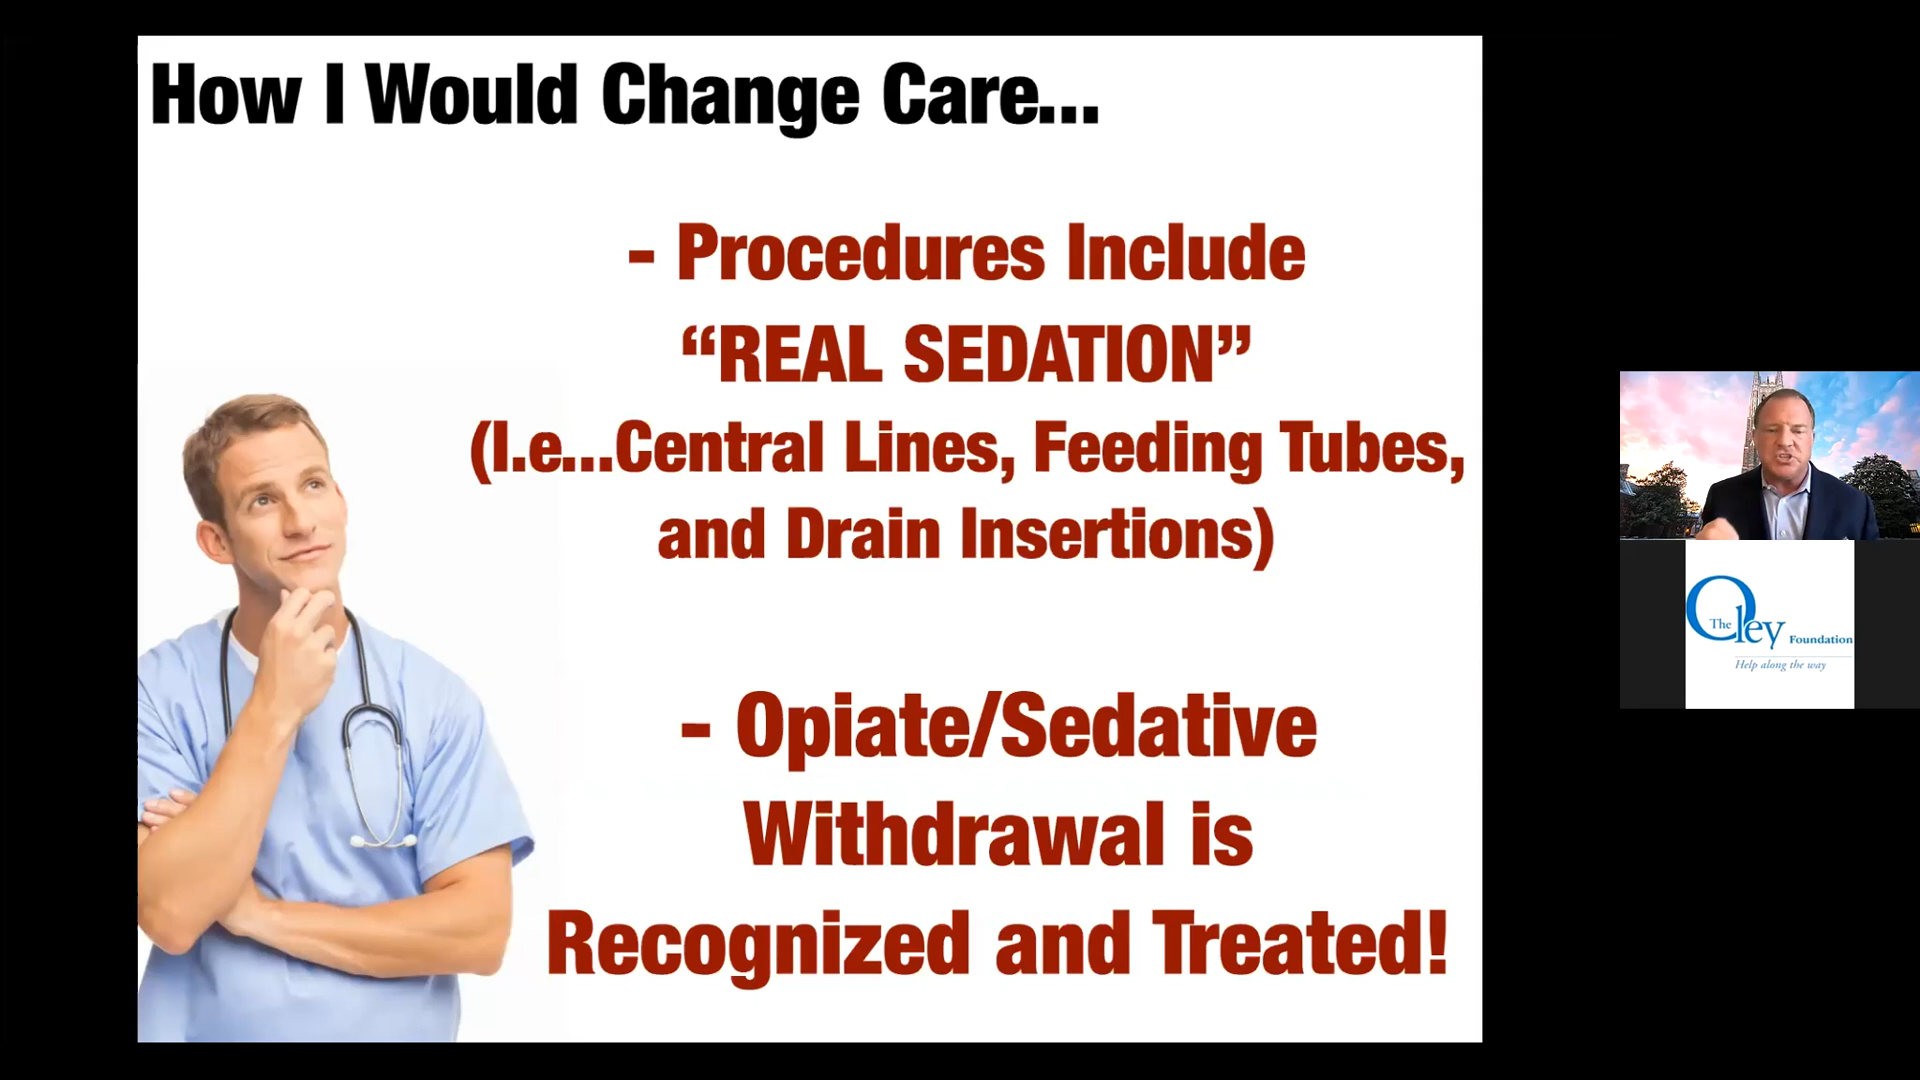 How I Would Change Care...
- Procedures Include
“REAL SEDATION”
(I.e...Central Lines, Feeding Tubes,
and Drain Insertions)
- Opiate/Sedative
Withdrawal is
Recognized and Treated!
The Oley Foundation
Help along the way